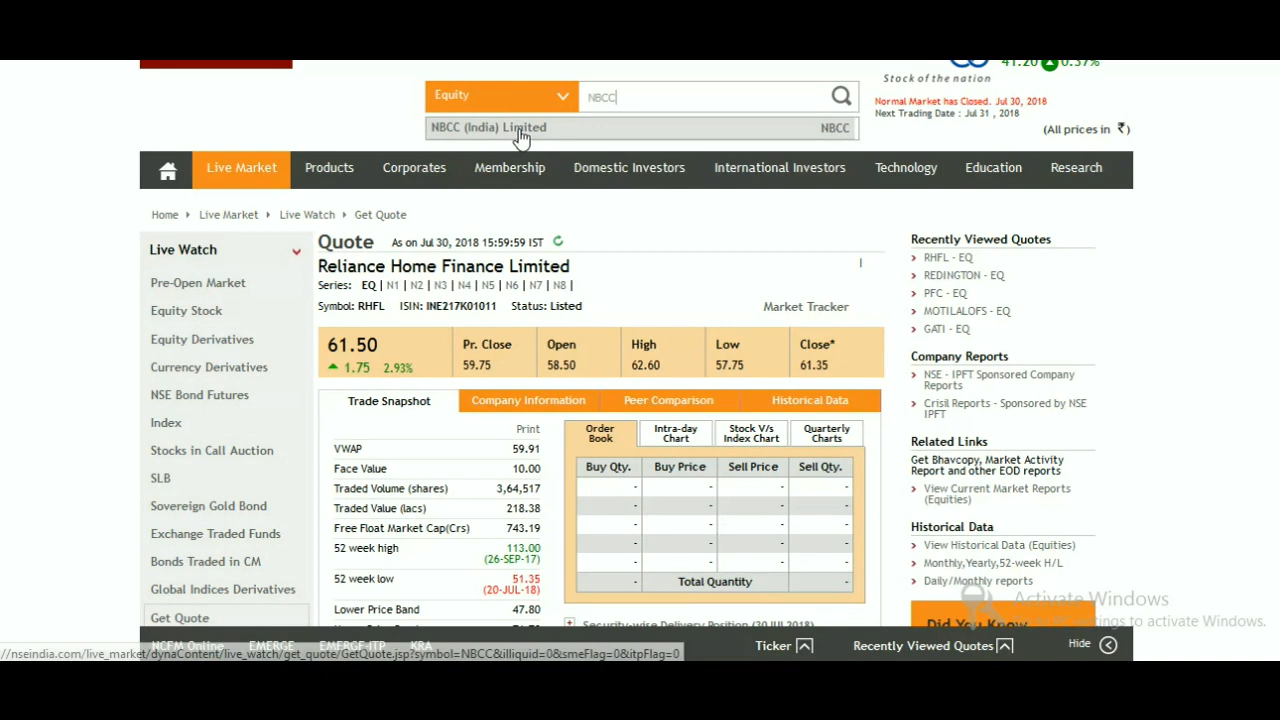 41.20 0.37%
Stock of the nation
Equity
NBCC
Normal Market has Closed. Jul 30, 2018
Next Trading Date : Jul 31 , 2018
NBCC (India) Limited NBCC
(All prices in ₹)
Live Market Products Corporates Membership Domestic Investors International Investors Technology Education Research
Home Live Market Live Watch Get Quote
Live Watch
Pre-Open Market
Equity Stock
Equity Derivatives
Currency Derivatives
NSE Bond Futures
Index
Stocks in Call Auction
SLB
Sovereign Gold Bond
Exchange Traded Funds
Bonds Traded in CM
Global Indices Derivatives
Get Quote
Quote As on Jul 30, 2018 15:59:59 IST
Reliance Home Finance Limited
Series: EQ | N1 | N2 | N3 | N4 | N5 | N6 | N7 | N8 |
Symbol: RHFL ISIN: INE217K01011 Status: Listed Market Tracker
61.50 Pr. Close Open High Low Close*
1.75 2.93% 59.75 58.50 62.60 57.75 61.35
Trade Snapshot Company Information Peer Comparison Historical Data
Print
VWAP 59.91
Face Value 10.00
Traded Volume (shares) 3,64,517
Traded Value (lacs) 218.38
Free Float Market Cap(Crs) 743.19
52 week high 113.00
(26-SEP-17)
52 week low 51.35
(20-JUL-18)
Lower Price Band 47.80
Order Book
Intra-day Chart
Stock V/s Index Chart
Quarterly Charts
Buy Qty. Buy Price Sell Price Sell Qty.
- - - -
- - - -
- - - -
- - - -
- - - -
- Total Quantity -
Security-wise Delivery Position (30JUL2018)
Recently Viewed Quotes
RHFL - EQ
REDINGTON - EQ
PFC - EQ
MOTILALOFS - EQ
GATI - EQ
Company Reports
NSE - IPFT Sponsored Company
Reports
Crisil Reports - Sponsored by NSE
IPFT
Related Links
Get Bhavcopy, Market Activity
Report and other EOD reports
View Current Market Reports
(Equities)
Historical Data
View Historical Data (Equities)
Monthly,Yearly,52-week H/L
Daily/Monthly reports
Did You Know
Activate Windows
PC settings to activate Windows.
NCFM Online EMERGE EMERGE-ITP KRA
Ticker Recently Viewed Quotes Hide
//nseindia.com/live_market/dynaContent/live_watch/get_quote/GetQuote.jsp?symbol=NBCC&illiquid=0&smeFlag=0&itpFlag=0